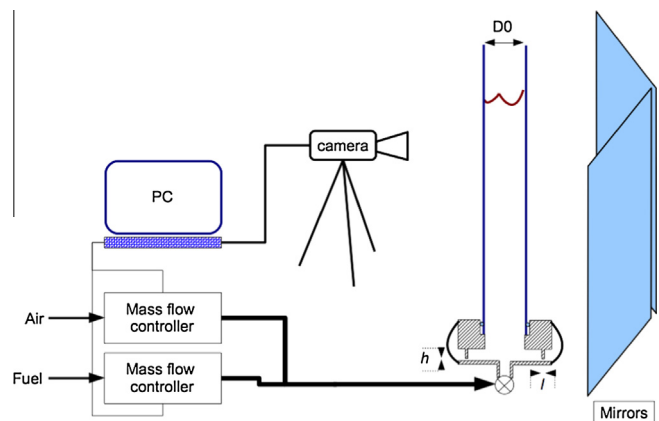 D0
camera
PC
Mass flow
controller
Air
h
Mass flow
controller
Fuel
l
Mirrors